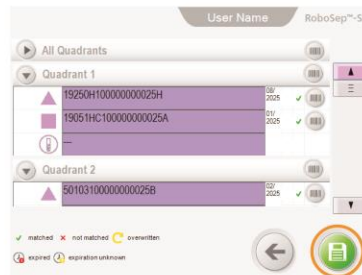 User Name
RoboSep™-S
All Quadrants
Quadrant 1
19250H100000000025H
08/
2025
19051HC100000000025A
01/
2025
—
Quadrant 2
50103100000000025B
02/
2025
matched not matched overwritten
expired expiration unknown